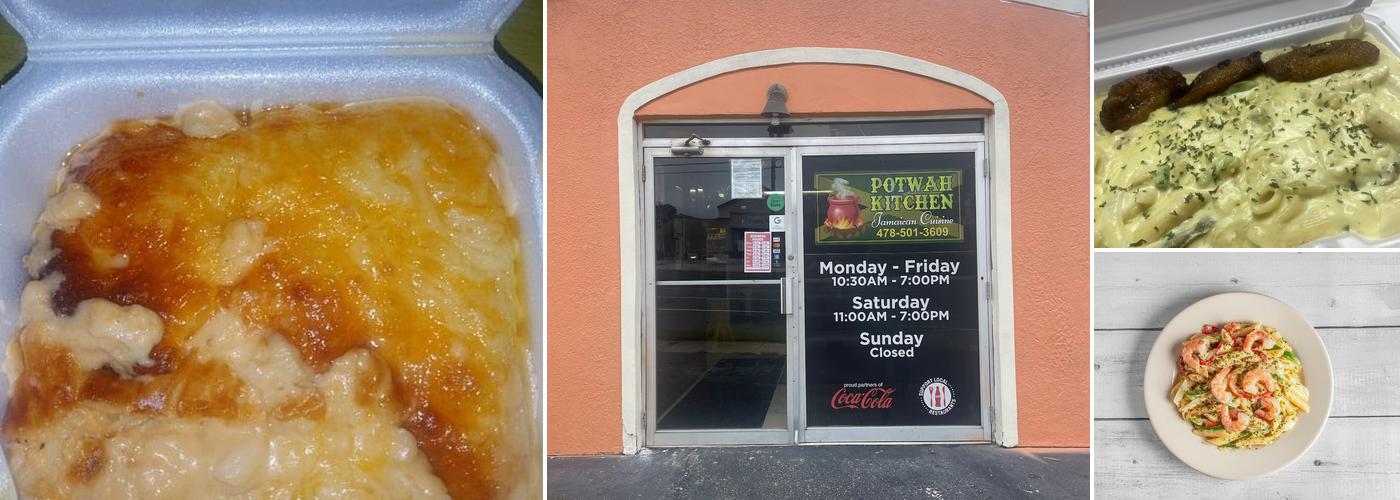 POTWAH
KITCHEN
Jamaican Cuisine
478-501-3609
Monday - Friday
10:30AM - 7:00PM
Saturday
11:00AM - 7:00PM
Sunday
Closed
proud partners of
Coca-Cola
SUPPORT LOCAL
RESTAURANTS